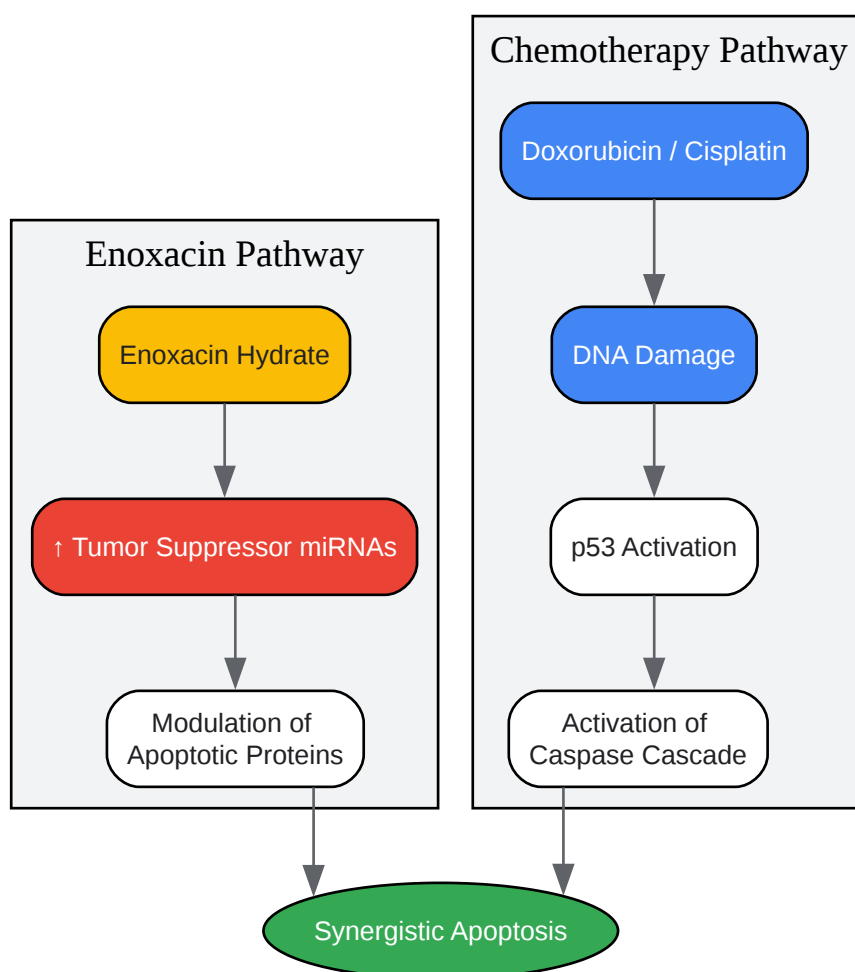 Enoxacin Pathway
Enoxacin Hydrate
↑ Tumor Suppressor miRNAs
Modulation of
Apoptotic Proteins
Chemotherapy Pathway
Doxorubicin / Cisplatin
DNA Damage
p53 Activation
Activation of
Caspase Cascade
Synergistic Apoptosis